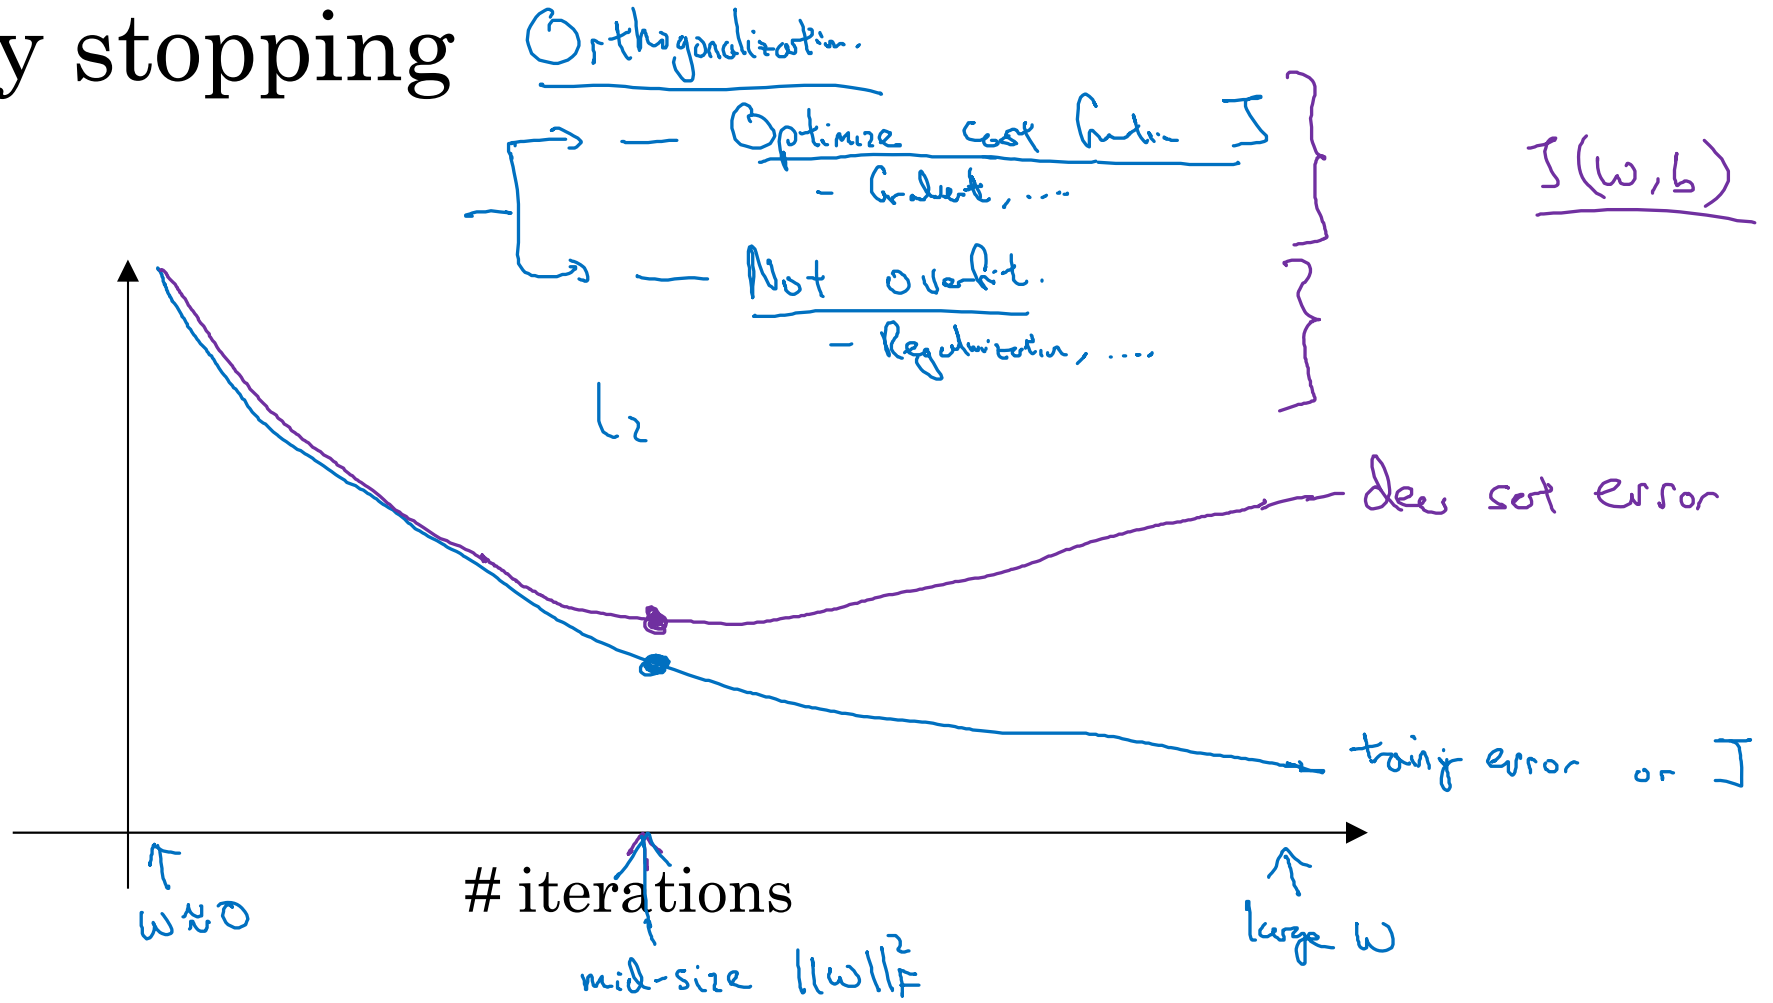 y stopping
Orthogonalization.
— Optimize cost function J
- Gradient, ....
J(w,b)
— Not overfit.
- Regularization, ....
L2
dev set error
training error or J
# iterations
w≈0
large w
mid-size ||w||²_F